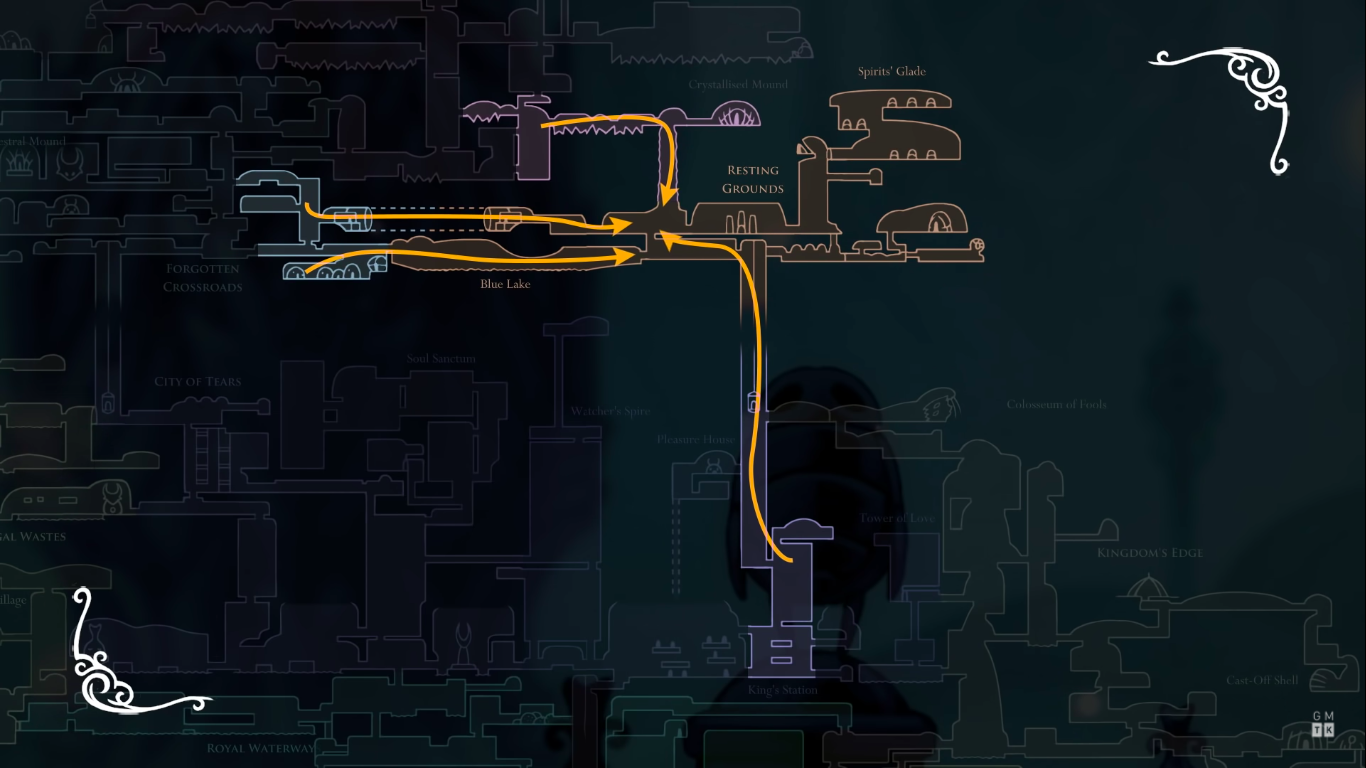 Spirits' Glade
Crystallised Mound
estral Mound
RESTING
GROUNDS
FORGOTTEN
CROSSROADS
Blue Lake
Soul Sanctum
CITY OF TEARS
Watcher's Spire
Colosseum of Fools
Pleasure House
Tower of Love
GAL WASTES
KINGDOM'S EDGE
illage
King's Station
Cast-Off Shell
ROYAL WATERWAY
GM
TK